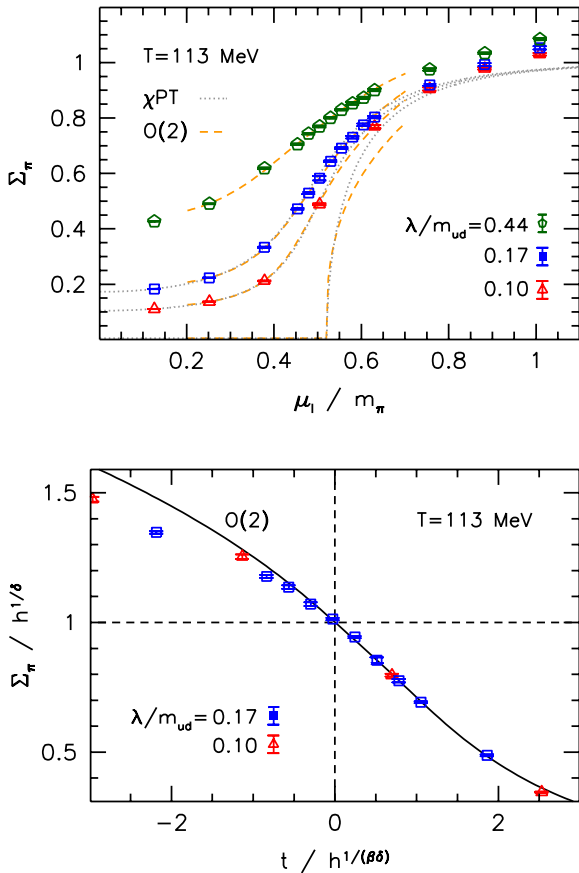 T=113 MeV
χPT
O(2)
λ/m_ud=0.44
0.17
0.10
1
0.8
0.6
0.4
0.2
Σ_π
0.2
0.4
0.6
0.8
1
μ_I / m_π
O(2)
T=113 MeV
1.5
1
0.5
Σ_π / h^{1/δ}
λ/m_ud=0.17
0.10
-2
0
2
t / h^{1/(βδ)}